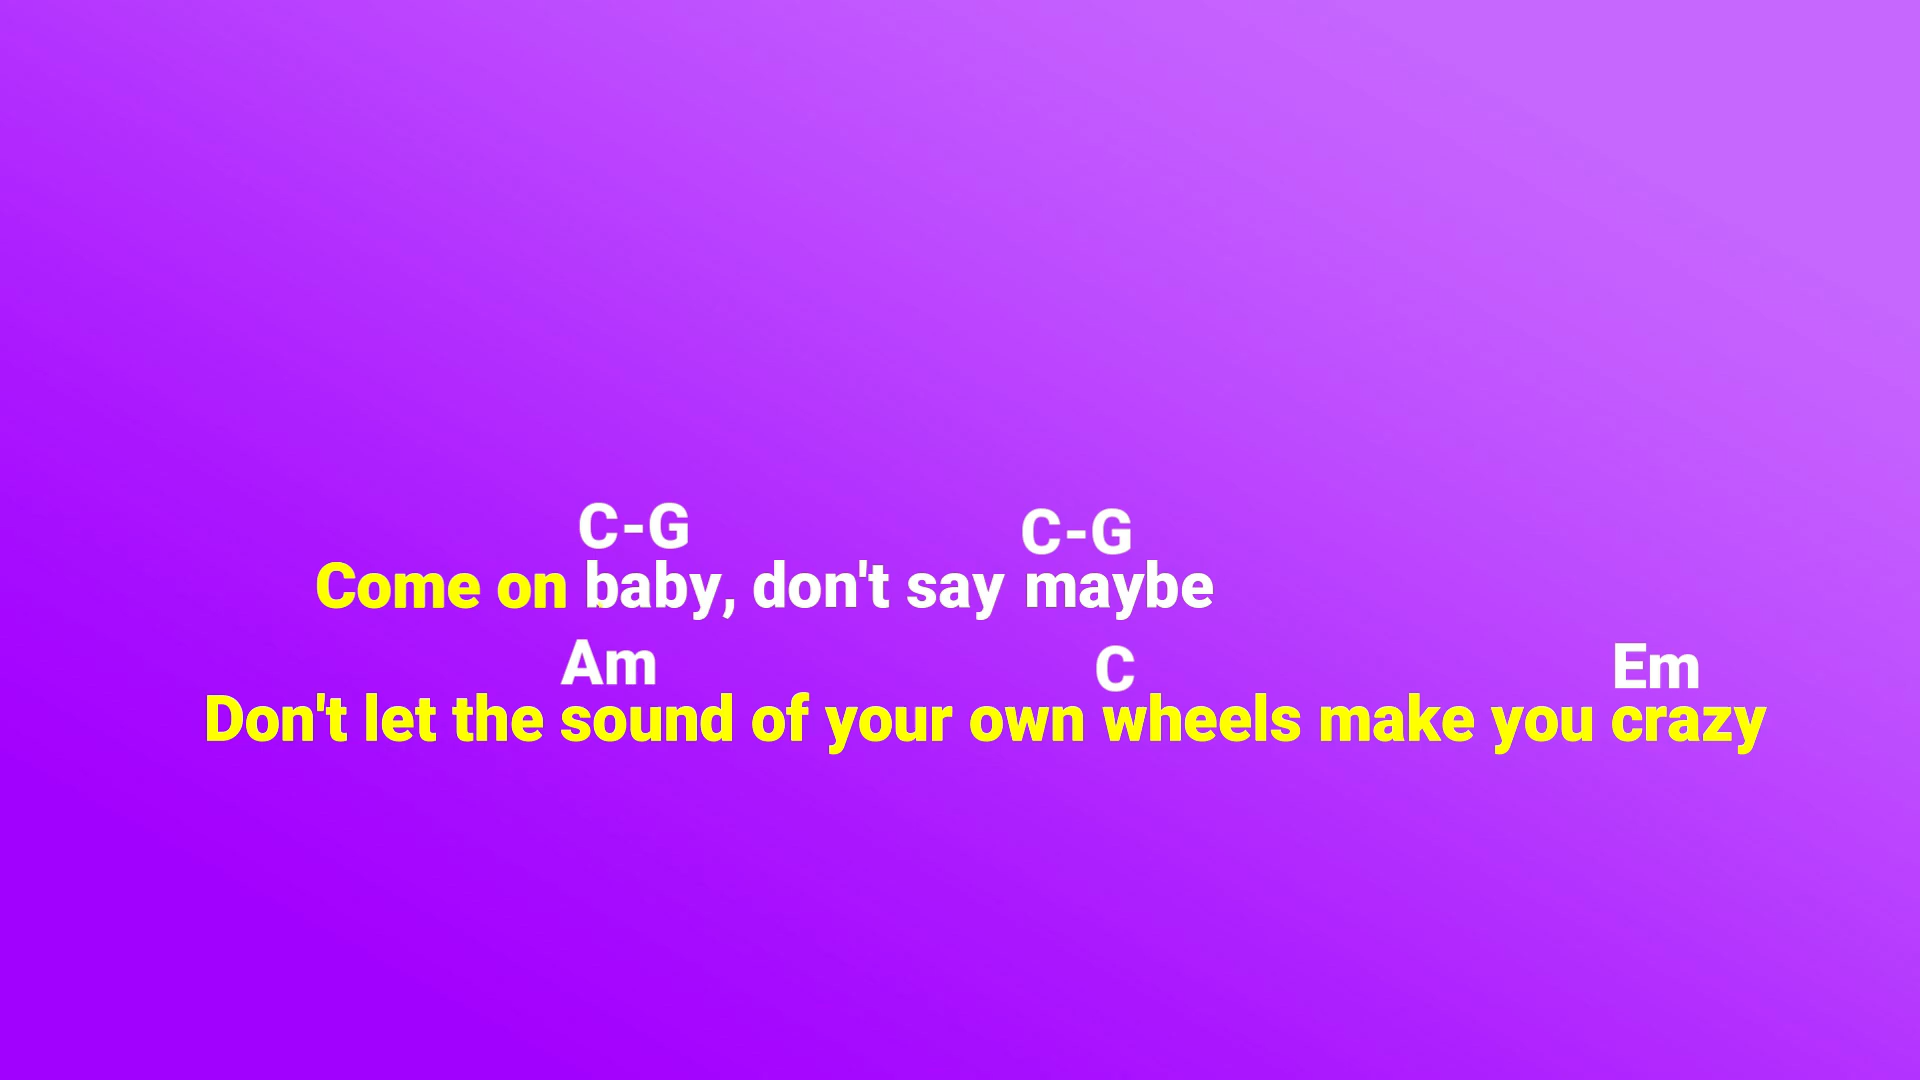 C-G C-G
Come on baby, don't say maybe
Am C Em
Don't let the sound of your own wheels make you crazy